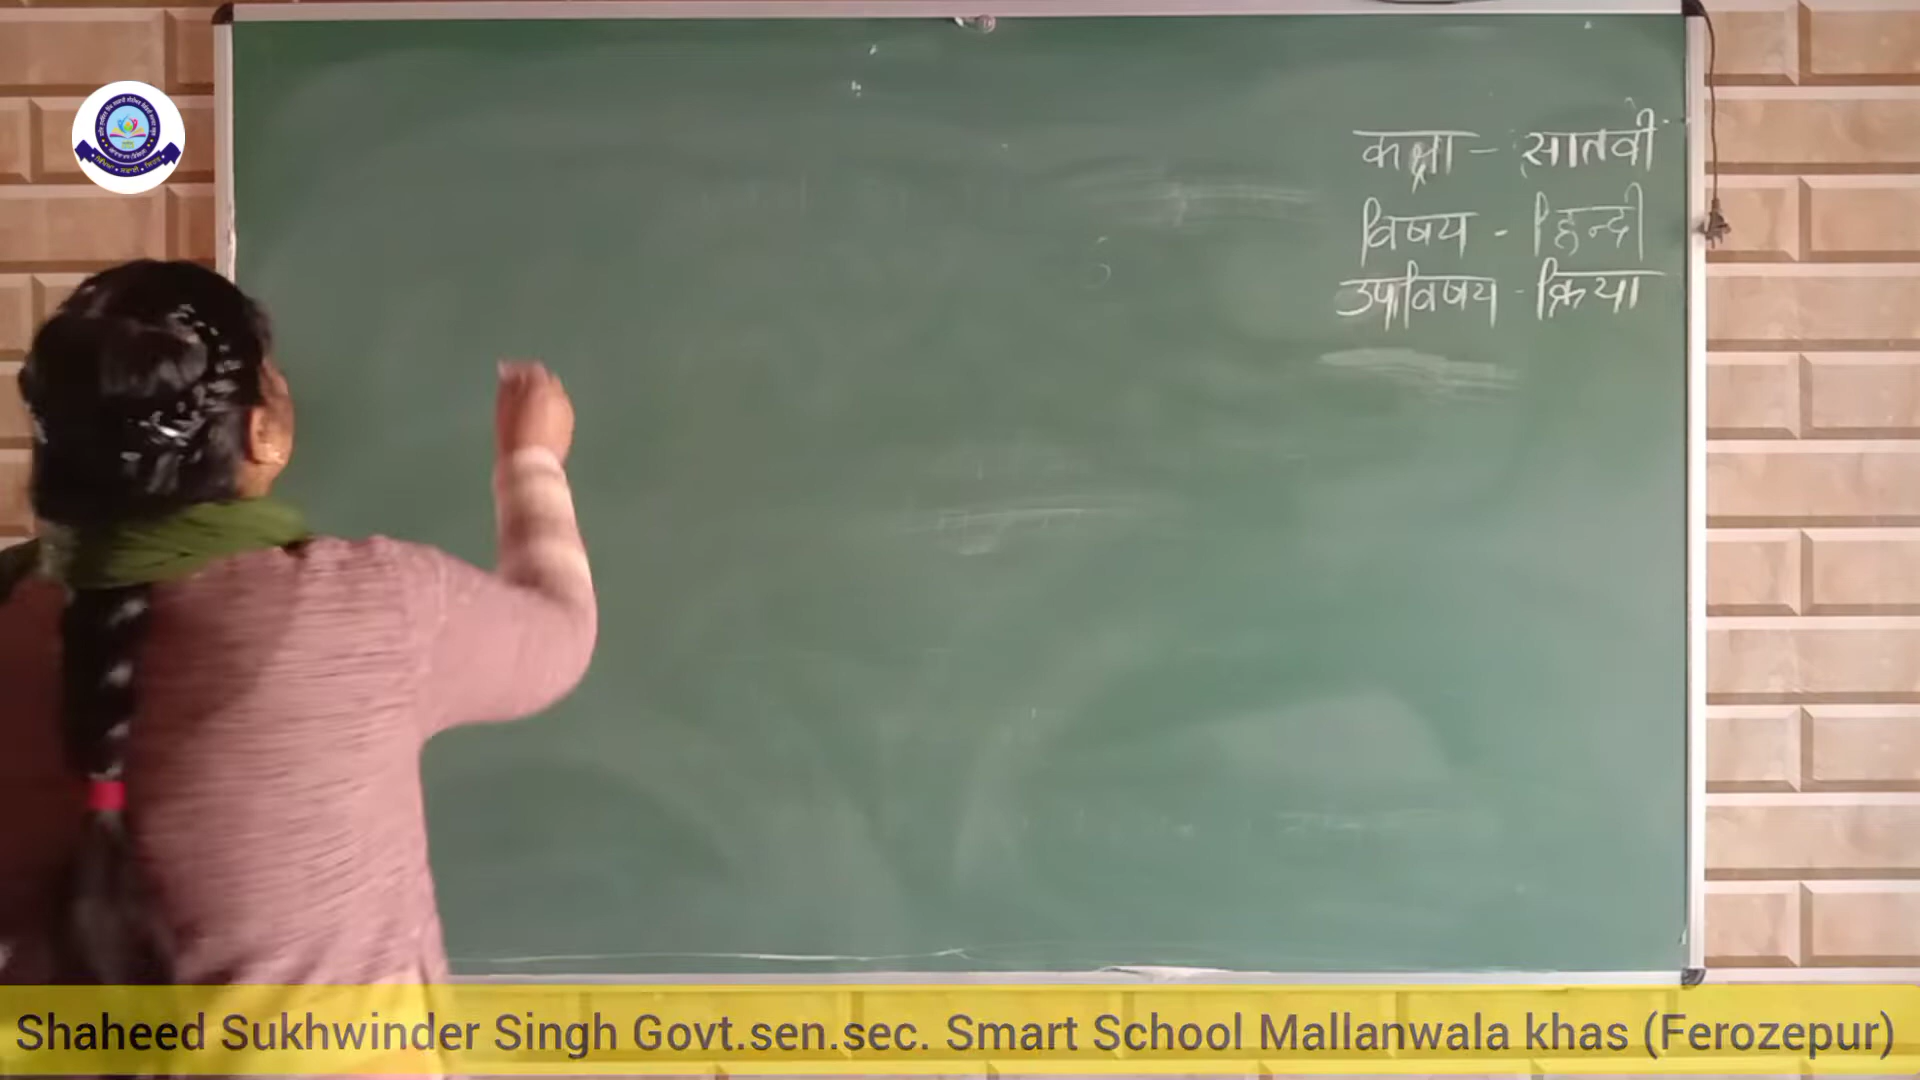 कक्षा - सातवीं
विषय - हिन्दी
उपविषय - क्रिया
Shaheed Sukhwinder Singh Govt.sen.sec. Smart School Mallanwala khas (Ferozepur)